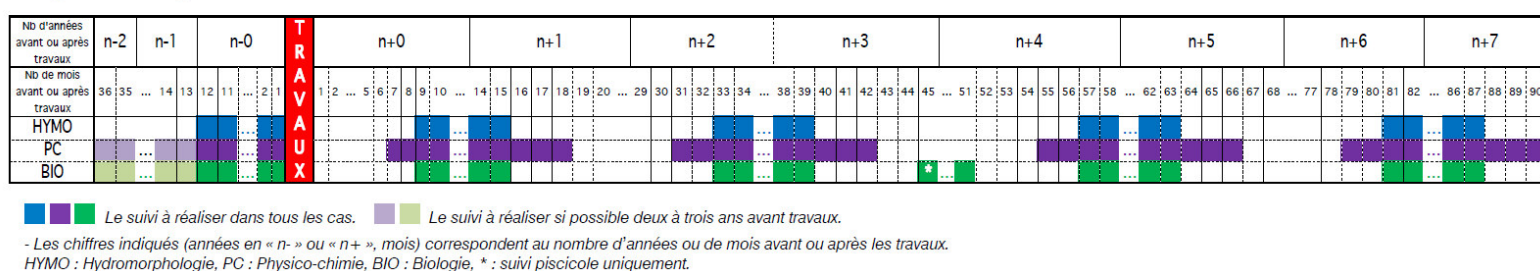 Nb d'années avant ou après travaux n-2 n-1 n-0 TRAVAUX n+0 n+1 n+2 n+3 n+4 n+5 n+6 n+7
Nb de mois avant ou après travaux 36 35 ... 14 13 12 11 ... 2 1 1 2 ... 5 6 7 8 9 10 ... 14 15 16 17 18 19 20 ... 29 30 31 32 33 34 ... 38 39 40 41 42 43 44 45 ... 51 52 53 54 55 56 57 58 ... 62 63 64 65 66 67 68 ... 77 78 79 80 81 82 ... 86 87 88 89 90
HYMO ... ... ... ... ...
PC ... ... ... ... ... ...
BIO ... ... ... ... * ... ... ...
Le suivi à réaliser dans tous les cas. Le suivi à réaliser si possible deux à trois ans avant travaux.
- Les chiffres indiqués (années en « n- » ou « n+ », mois) correspondent au nombre d'années ou de mois avant ou après les travaux.
HYMO : Hydromorphologie, PC : Physico-chimie, BIO : Biologie, * : suivi piscicole uniquement.